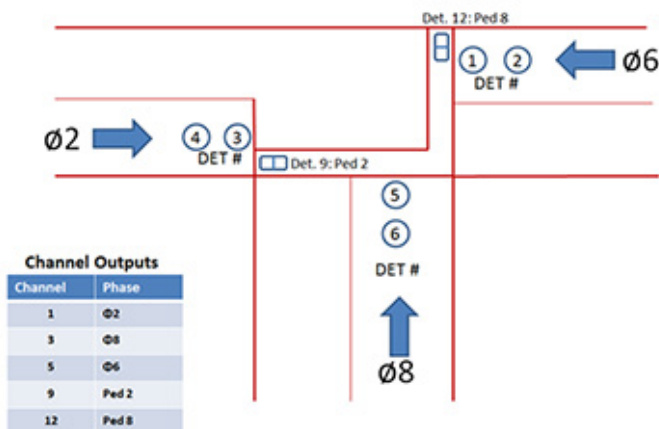 Det. 12: Ped 8
1 2
DET #
Ø6
Ø2
4 3
DET #
Det. 9: Ped 2
5
6
DET #
Ø8
Channel Outputs
Channel Phase
1 Φ2
3 Φ8
5 Φ6
9 Ped 2
12 Ped 8